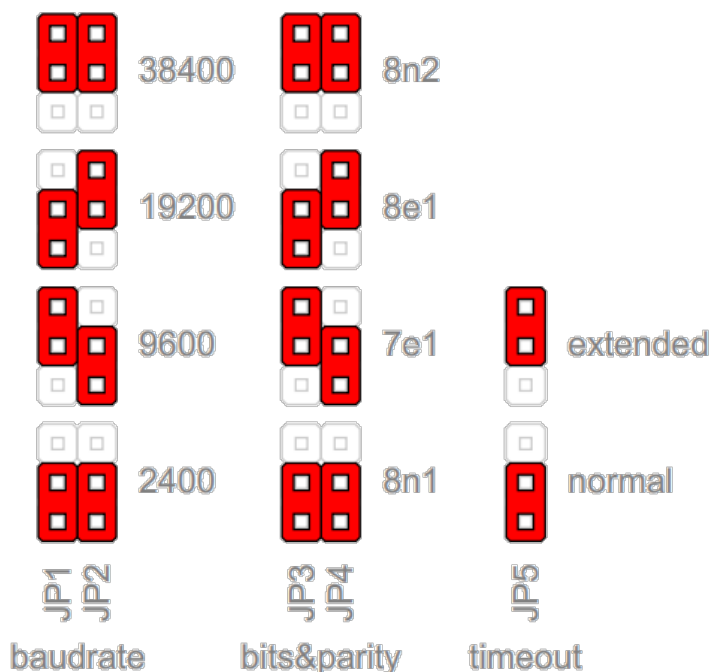 38400 8n2
19200 8e1
9600 7e1 extended
2400 8n1 normal
JP1 JP2 JP3 JP4 JP5
baudrate bits&parity timeout